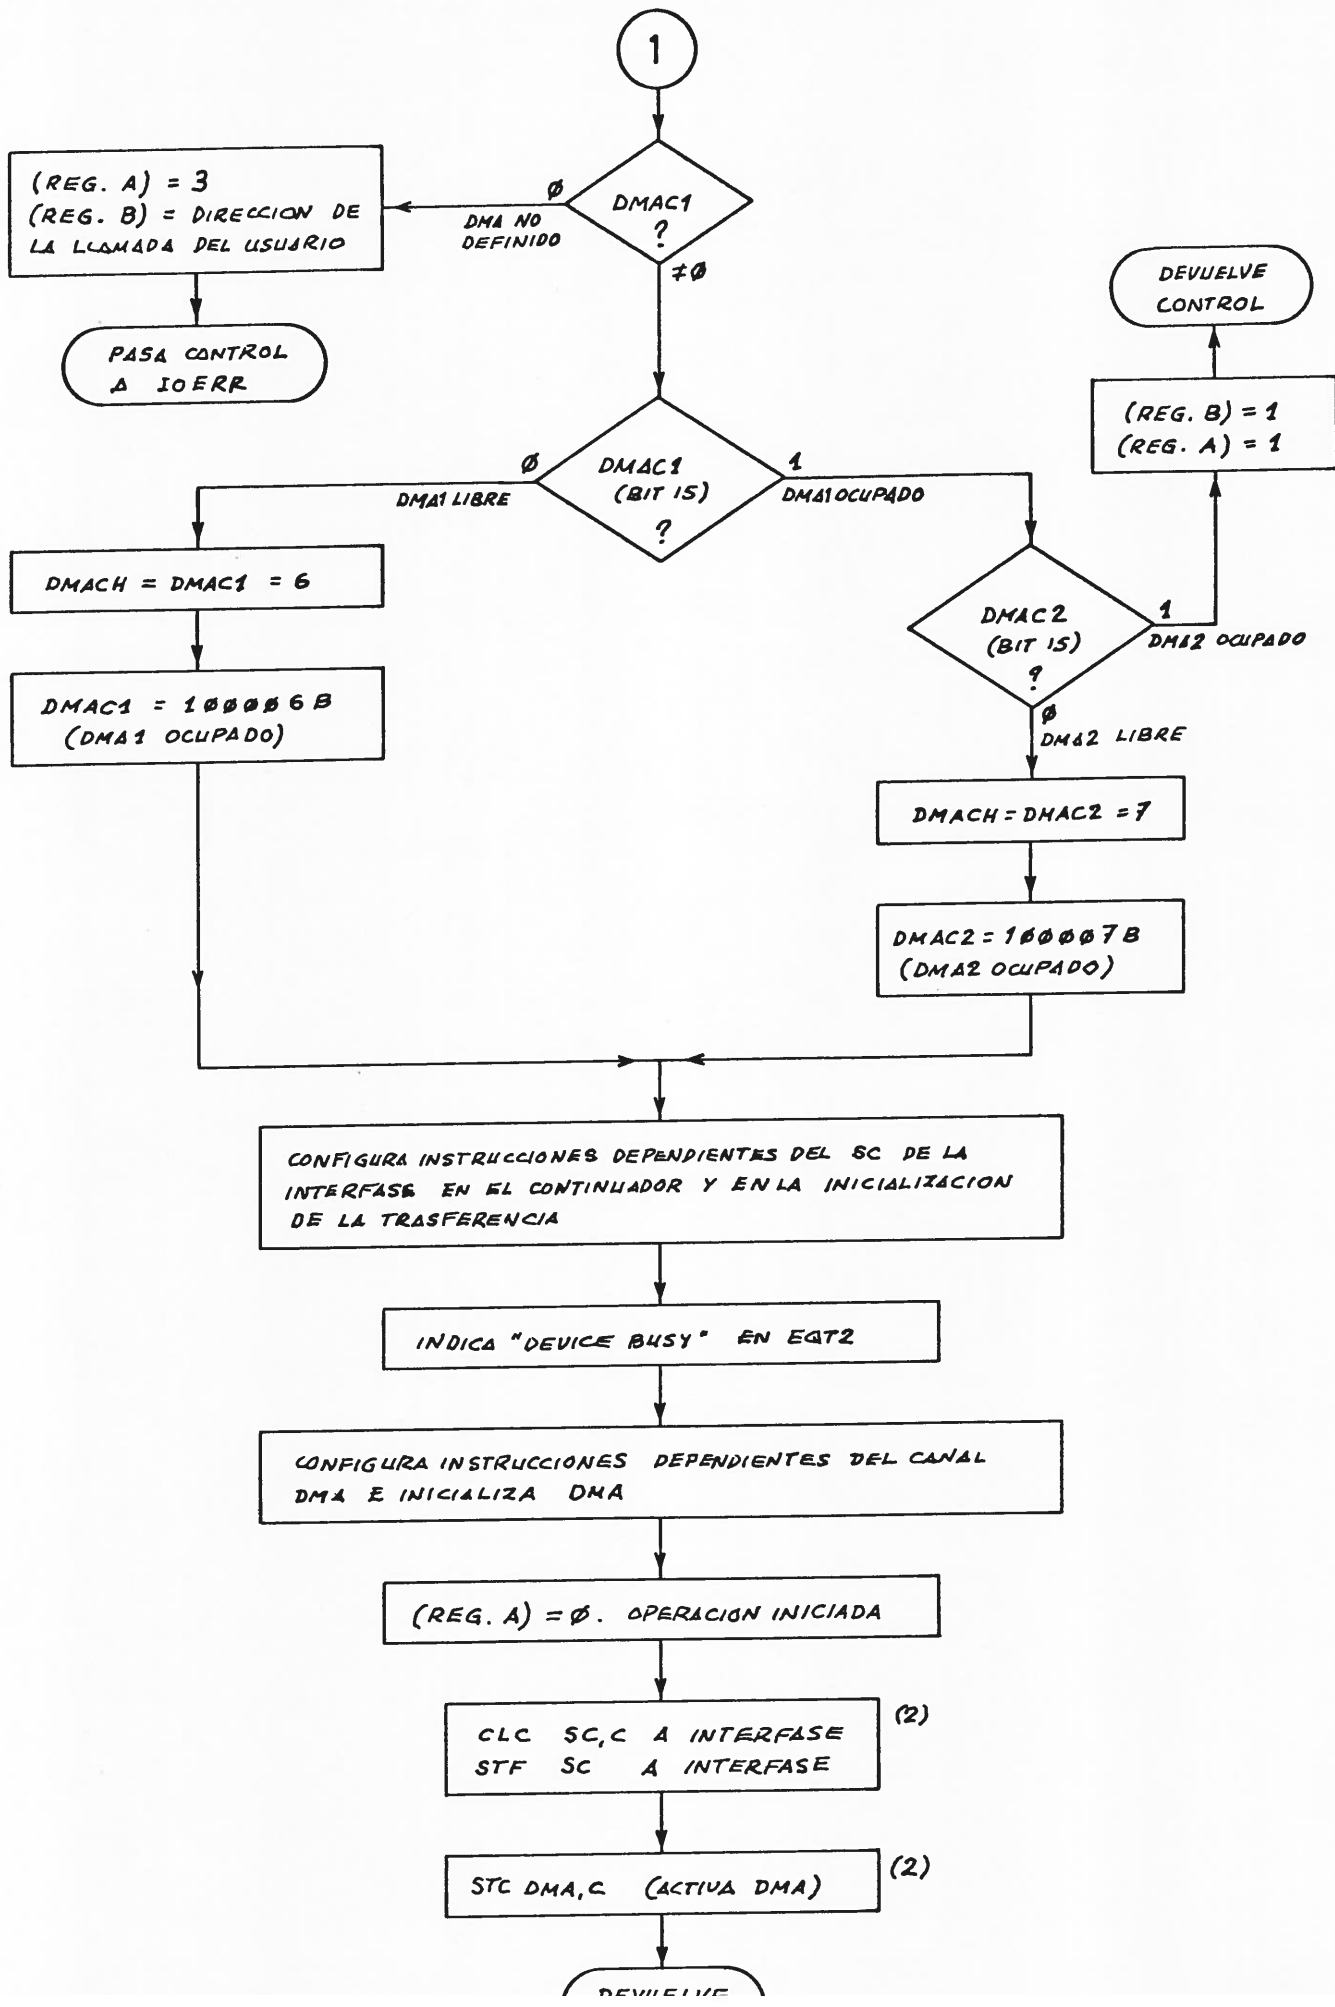 1
DMAC1
?
Ø
DMA NO
DEFINIDO
≠Ø
(REG. A) = 3
(REG. B) = DIRECCION DE
LA LLAMADA DEL USUARIO
PASA CONTROL
A IOERR
DEVUELVE
CONTROL
(REG. B) = 1
(REG. A) = 1
DMAC1
(BIT 15)
?
Ø
DMA1 LIBRE
1
DMA1 OCUPADO
DMACH = DMAC1 = 6
DMAC1 = 1ØØØØ6B
(DMA1 OCUPADO)
DMAC2
(BIT 15)
?
1
DMA2 OCUPADO
Ø
DMA2 LIBRE
DMACH = DMAC2 = 7
DMAC2 = 1ØØØØ7B
(DMA2 OCUPADO)
CONFIGURA INSTRUCCIONES DEPENDIENTES DEL SC DE LA
INTERFASE EN EL CONTINUADOR Y EN LA INICIALIZACION
DE LA TRASFERENCIA
INDICA "DEVICE BUSY" EN EQT2
CONFIGURA INSTRUCCIONES DEPENDIENTES DEL CANAL
DMA E INICIALIZA DMA
(REG. A) = Ø. OPERACION INICIADA
(2)
CLC SC,C A INTERFASE
STF SC A INTERFASE
(2)
STC DMA,C (ACTIVA DMA)
DEVUELVE